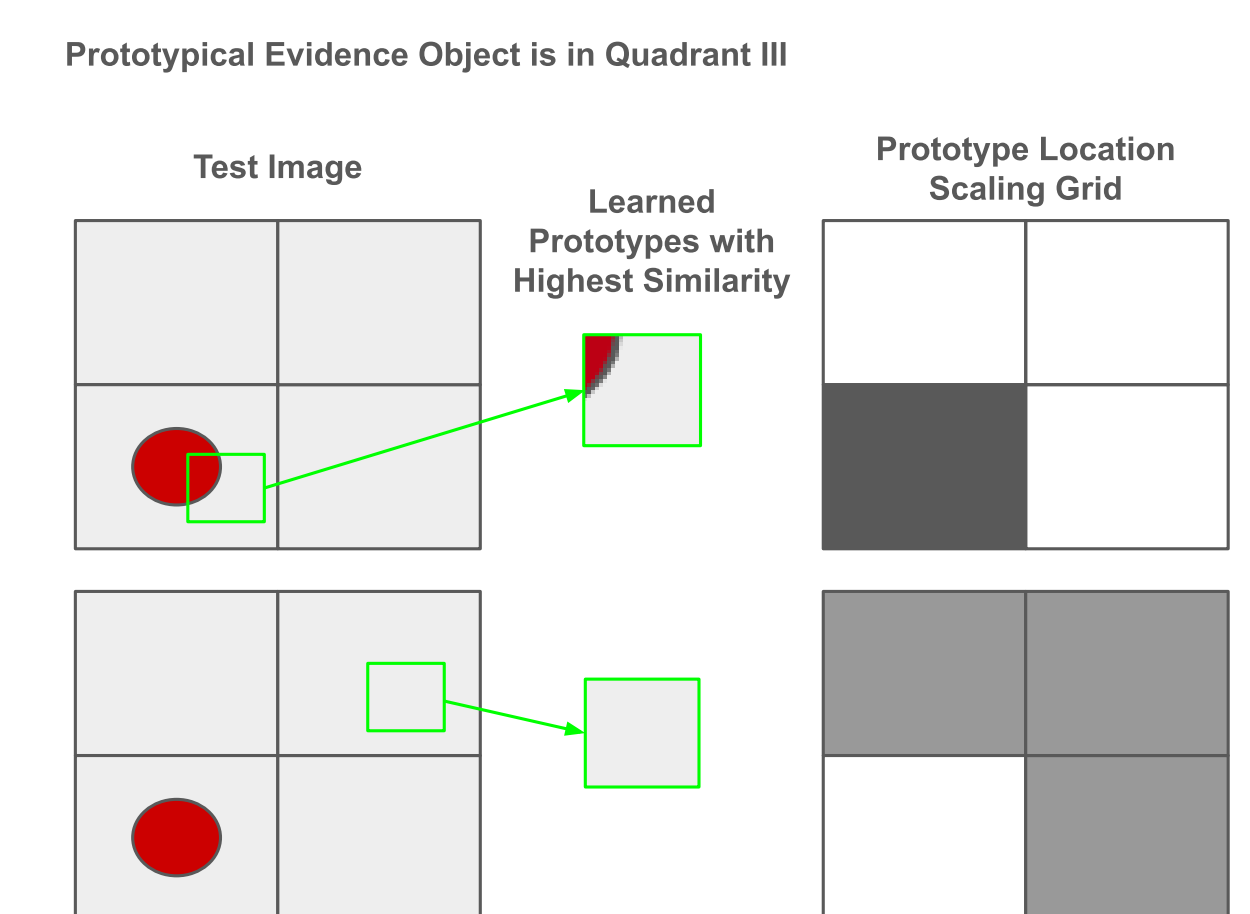 Prototypical Evidence Object is in Quadrant III
Test Image
Learned
Prototypes with
Highest Similarity
Prototype Location
Scaling Grid